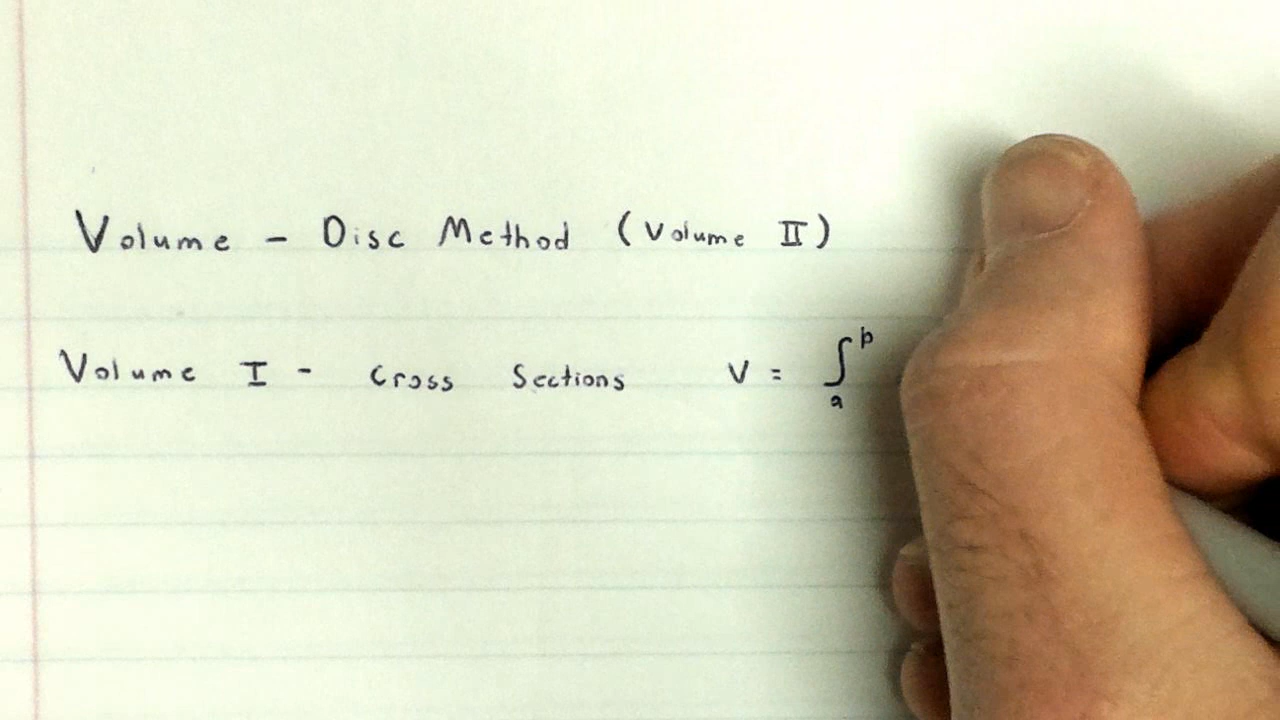 Volume - Disc Method (Volume II)
Volume I - Cross Sections V = ∫_a^b